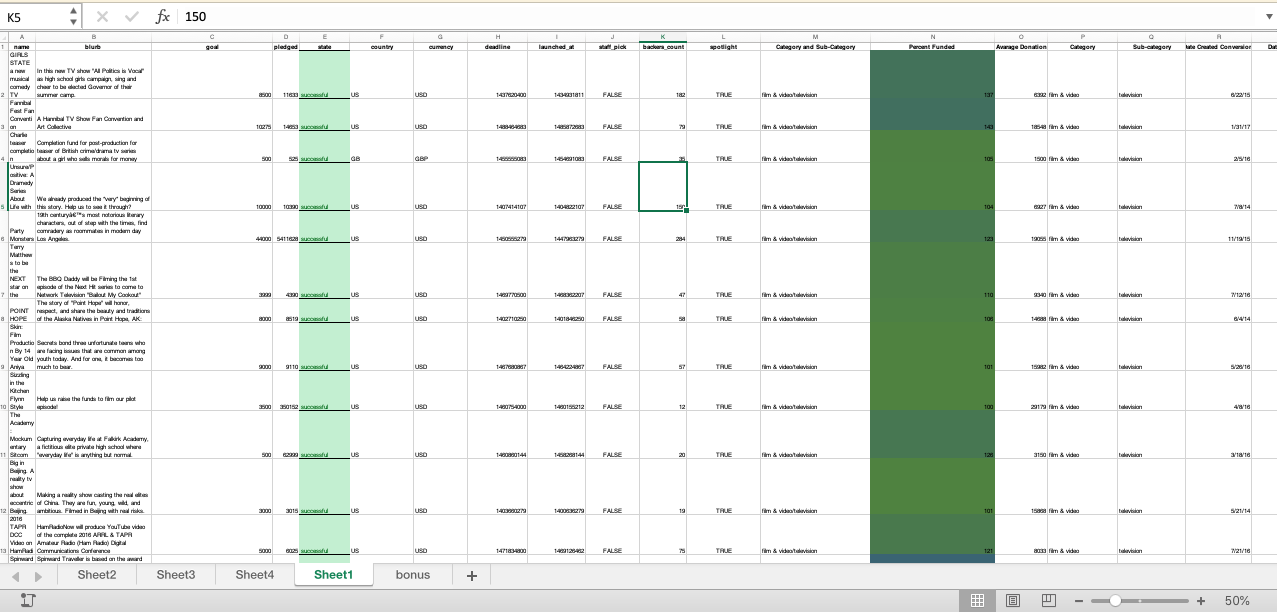 K5 fx 150
A B C D E F G H I J K L M N O P Q R
1 name blurb goal pledged state country currency deadline launched_at staff_pick backers_count spotlight Category and Sub-Category Percent Funded Avarage Donation Category Sub-category ate Created Conversion Dat
GIRLS
STATE
a new
musical
comedy
TV
In this new TV show "All Politics is Vocal"
as high school girls campaign, sing and
cheer to be elected Governor of their
summer camp.
2 8500 11633 successful US USD 1437620400 1434931811 FALSE 182 TRUE film & video/television 137 6392 film & video television 6/22/15
Fannibal
Fest Fan
Conventi
on
A Hannibal TV Show Fan Convention and
Art Collective
3 10275 14653 successful US USD 1488464683 1485872683 FALSE 79 TRUE film & video/television 143 18548 film & video television 1/31/17
Charlie
teaser
completio
n
Completion fund for post-production for
teaser of British crime/drama tv series
about a girl who sells morals for money
4 500 525 successful GB GBP 1455555083 1454691083 FALSE 35 TRUE film & video/television 105 1500 film & video television 2/5/16
Unsure/P
ositive: A
Dramedy
Series
About
Life with
We already produced the *very* beginning of
this story. Help us to see it through?
5 10000 10390 successful US USD 1407414107 1404822107 FALSE 150 TRUE film & video/television 104 6927 film & video television 7/8/14
Party
Monsters
19th centuryâ€™s most notorious literary
characters, out of step with the times, find
comradery as roommates in modern day
Los Angeles.
6 44000 successful US USD 1450555279 1447963279 FALSE 284 TRUE film & video/television 123 19055 film & video television 11/19/15
Terry
Matthew
s to be
the
NEXT
star on
the
The BBQ Daddy will be Filming the 1st
episode of the Next Hit series to come to
Network Television "Bailout My Cookout"
7 3999 4390 successful US USD 1469770500 1468362207 FALSE 47 TRUE film & video/television 110 9340 film & video television 7/12/16
POINT
HOPE
The story of "Point Hope" will honor,
respect, and share the beauty and traditions
of the Alaska Natives in Point Hope, AK:
8 8000 8519 successful US USD 1402710250 1401846250 FALSE 58 TRUE film & video/television 106 14688 film & video television 6/4/14
Skin:
Film
Productio
n By 14
Year Old
Aniya
Secrets bond three unfortunate teens who
are facing issues that are common among
youth today. And for one, it becomes too
much to bear.
9 9000 9110 successful US USD 1467680867 1464224867 FALSE 57 TRUE film & video/television 101 15982 film & video television 5/26/16
Sizzling
in the
Kitchen
Flynn
Style
Help us raise the funds to film our pilot
episode!
10 3500 successful US USD 1460754000 1460155212 FALSE 12 TRUE film & video/television 100 29179 film & video television 4/8/16
The
Academy
:
Mockum
entary
Sitcom
Capturing everyday life at Falkirk Academy,
a fictitious elite private high school where
"everyday life" is anything but normal.
11 500 62999 successful US USD 1460860144 1458268144 FALSE 20 TRUE film & video/television 126 3150 film & video television 3/18/16
Big in
Beijing. A
reality tv
show
about
eccentric
Beijing.
Making a reality show casting the real elites
of China. They are fun, young, wild, and
ambitious. Filmed in Beijing with real risks.
12 3000 3015 successful US USD 1403660279 1400636279 FALSE 19 TRUE film & video/television 101 15868 film & video television 5/21/14
2016
TAPR
DCC
Video on
HamRadi
HamRadioNow will produce YouTube video
of the complete 2016 ARRL & TAPR
Amateur Radio (Ham Radio) Digital
Communications Conference
13 5000 6025 successful US USD 1471834800 1469126462 FALSE 75 TRUE film & video/television 121 8033 film & video television 7/21/16
Spinward Spinward Traveller is based on the award
Sheet2 Sheet3 Sheet4 Sheet1 bonus +
50%